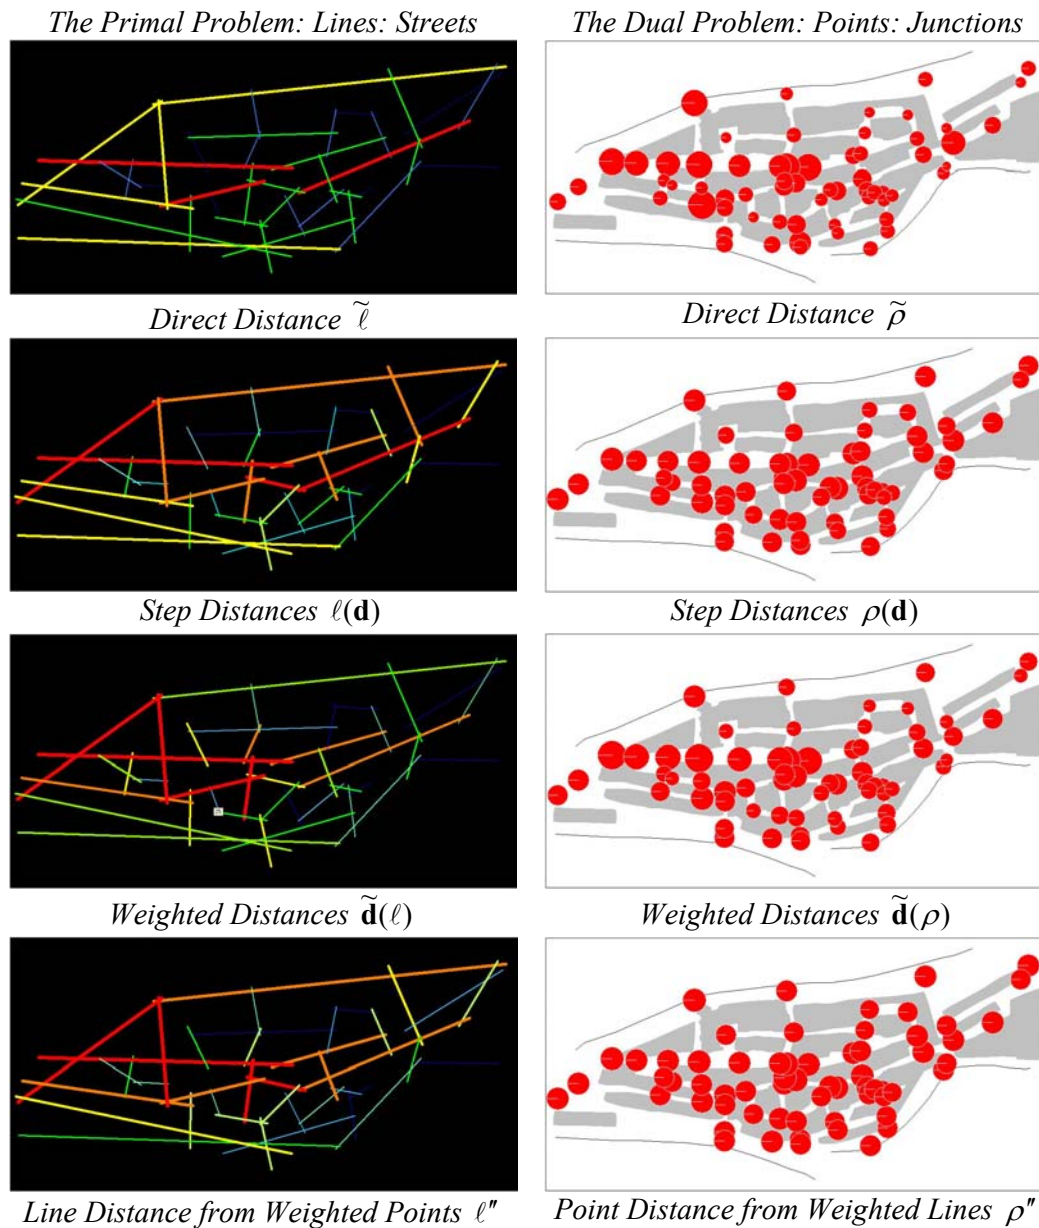 The Primal Problem: Lines: Streets
The Dual Problem: Points: Junctions
Direct Distance ℓ̃
Direct Distance ρ̃
Step Distances ℓ(d)
Step Distances ρ(d)
Weighted Distances d̃(ℓ)
Weighted Distances d̃(ρ)
Line Distance from Weighted Points ℓ″
Point Distance from Weighted Lines ρ″